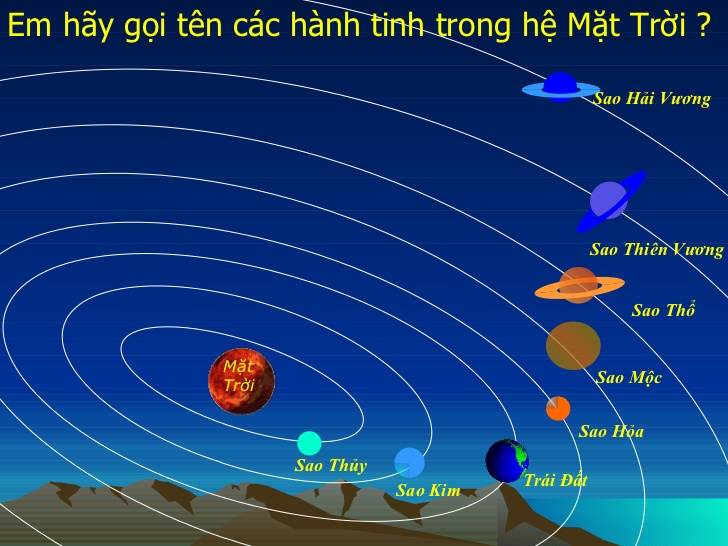 Em hãy gọi tên các hành tinh trong hệ Mặt Trời ?
Sao Hải Vương
Sao Thiên Vương
Sao Thổ
Mặt
Trời
Sao Mộc
Sao Hỏa
Sao Thủy
Trái Đất
Sao Kim